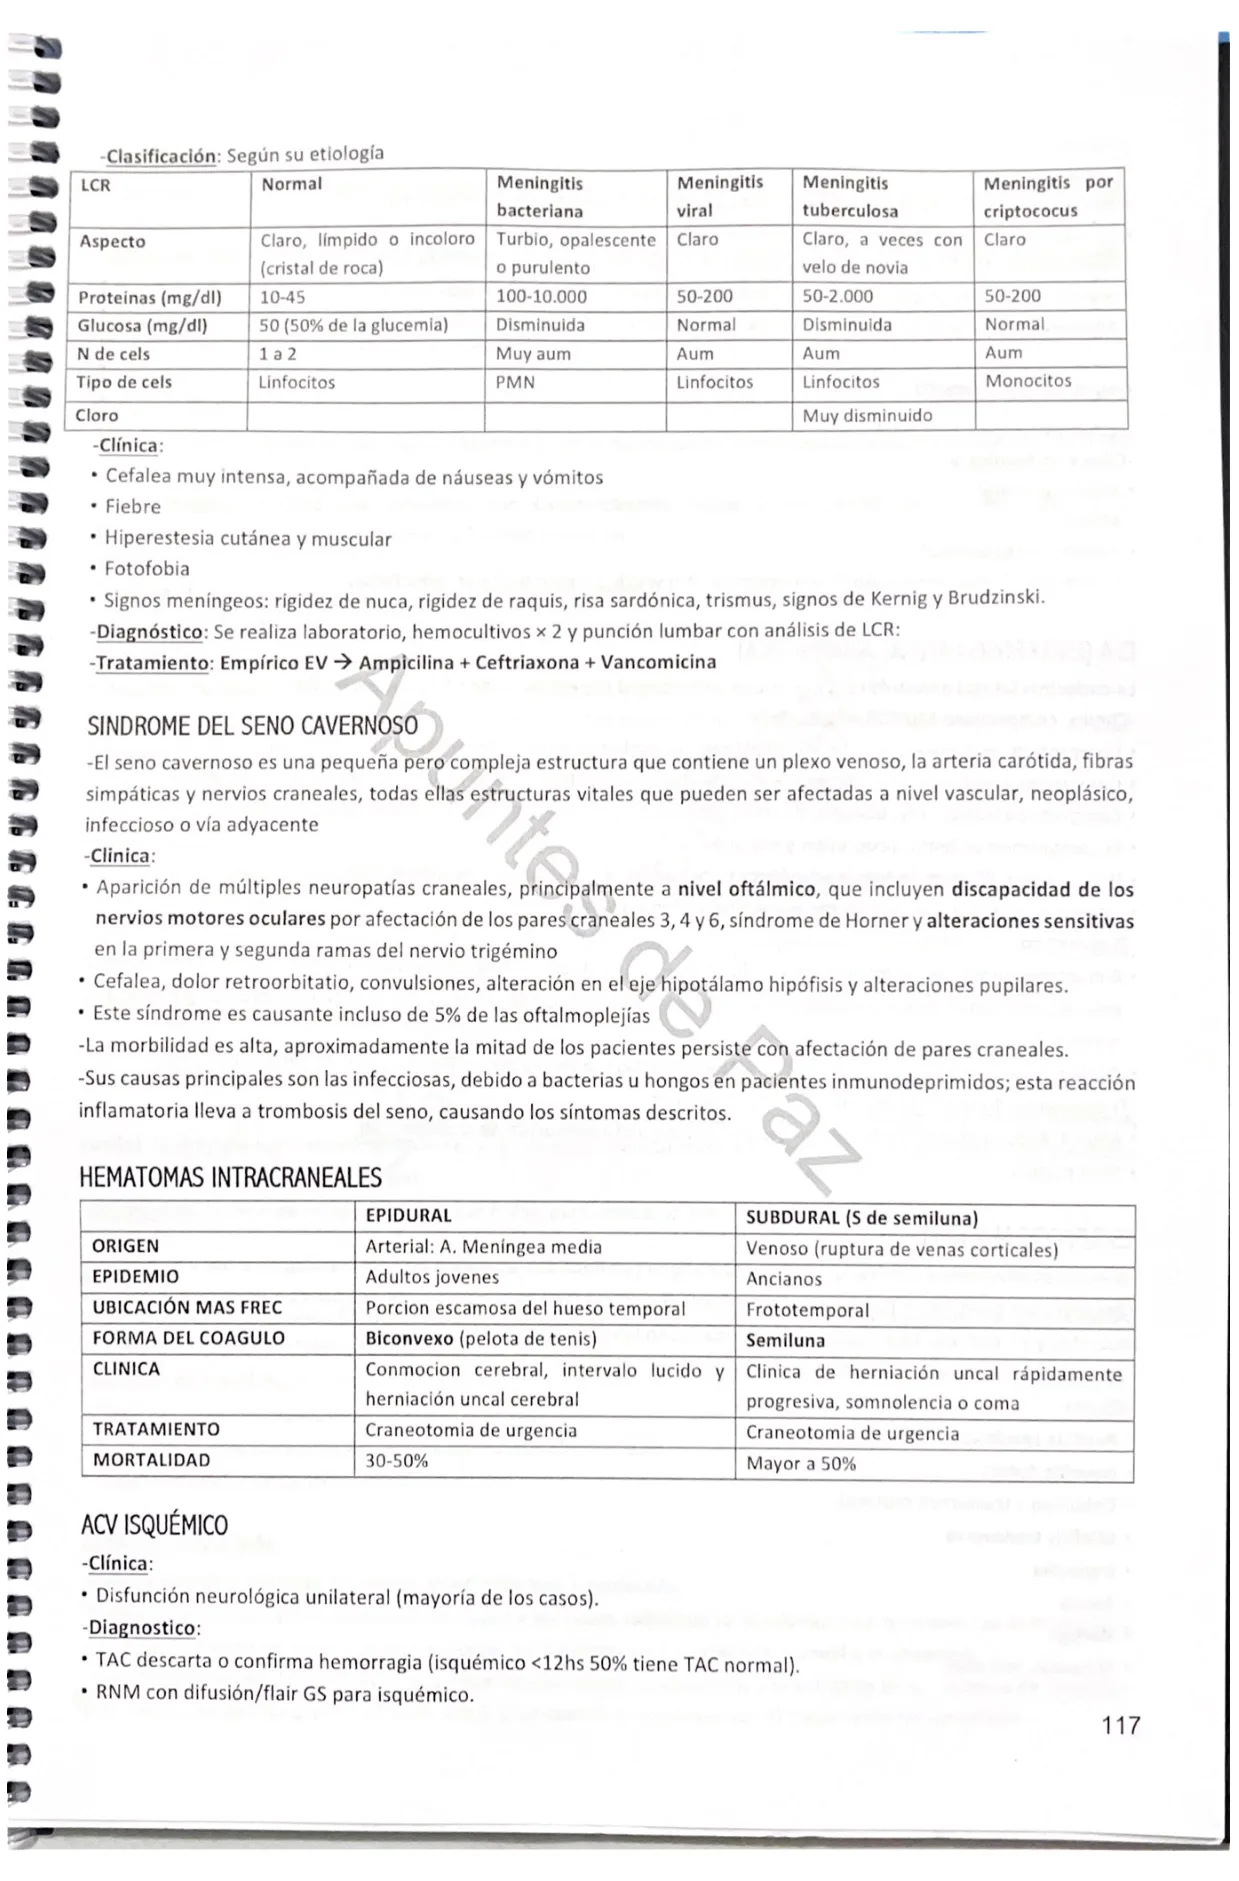 -Clasificación: Según su etiología
LCR Normal Meningitis bacteriana Meningitis viral Meningitis tuberculosa Meningitis por criptococus
Aspecto Claro, límpido o incoloro (cristal de roca) Turbio, opalescente o purulento Claro Claro, a veces con velo de novia Claro
Proteinas (mg/dl) 10-45 100-10.000 50-200 50-2.000 50-200
Glucosa (mg/dl) 50 (50% de la glucemia) Disminuida Normal Disminuida Normal
N de cels 1 a 2 Muy aum Aum Aum Aum
Tipo de cels Linfocitos PMN Linfocitos Linfocitos Monocitos
Cloro Muy disminuido
-Clínica:
• Cefalea muy intensa, acompañada de náuseas y vómitos
• Fiebre
• Hiperestesia cutánea y muscular
• Fotofobia
• Signos meníngeos: rigidez de nuca, rigidez de raquis, risa sardónica, trismus, signos de Kernig y Brudzinski.
-Diagnóstico: Se realiza laboratorio, hemocultivos x 2 y punción lumbar con análisis de LCR:
-Tratamiento: Empírico EV → Ampicilina + Ceftriaxona + Vancomicina
SINDROME DEL SENO CAVERNOSO
-El seno cavernoso es una pequeña pero compleja estructura que contiene un plexo venoso, la arteria carótida, fibras
simpáticas y nervios craneales, todas ellas estructuras vitales que pueden ser afectadas a nivel vascular, neoplásico,
infeccioso o vía adyacente
-Clinica:
• Aparición de múltiples neuropatías craneales, principalmente a nivel oftálmico, que incluyen discapacidad de los
nervios motores oculares por afectación de los pares craneales 3, 4 y 6, síndrome de Horner y alteraciones sensitivas
en la primera y segunda ramas del nervio trigémino
• Cefalea, dolor retroorbitatio, convulsiones, alteración en el eje hipotálamo hipófisis y alteraciones pupilares.
• Este síndrome es causante incluso de 5% de las oftalmoplejías
-La morbilidad es alta, aproximadamente la mitad de los pacientes persiste con afectación de pares craneales.
-Sus causas principales son las infecciosas, debido a bacterias u hongos en pacientes inmunodeprimidos; esta reacción
inflamatoria lleva a trombosis del seno, causando los síntomas descritos.
Apuntes de Paz
HEMATOMAS INTRACRANEALES
EPIDURAL SUBDURAL (S de semiluna)
ORIGEN Arterial: A. Meníngea media Venoso (ruptura de venas corticales)
EPIDEMIO Adultos jovenes Ancianos
UBICACIÓN MAS FREC Porcion escamosa del hueso temporal Frototemporal
FORMA DEL COAGULO Biconvexo (pelota de tenis) Semiluna
CLINICA Conmocion cerebral, intervalo lucido y herniación uncal cerebral Clinica de herniación uncal rápidamente progresiva, somnolencia o coma
TRATAMIENTO Craneotomia de urgencia Craneotomia de urgencia
MORTALIDAD 30-50% Mayor a 50%
ACV ISQUÉMICO
-Clínica:
• Disfunción neurológica unilateral (mayoría de los casos).
-Diagnostico:
• TAC descarta o confirma hemorragia (isquémico <12hs 50% tiene TAC normal).
• RNM con difusión/flair GS para isquémico.
117